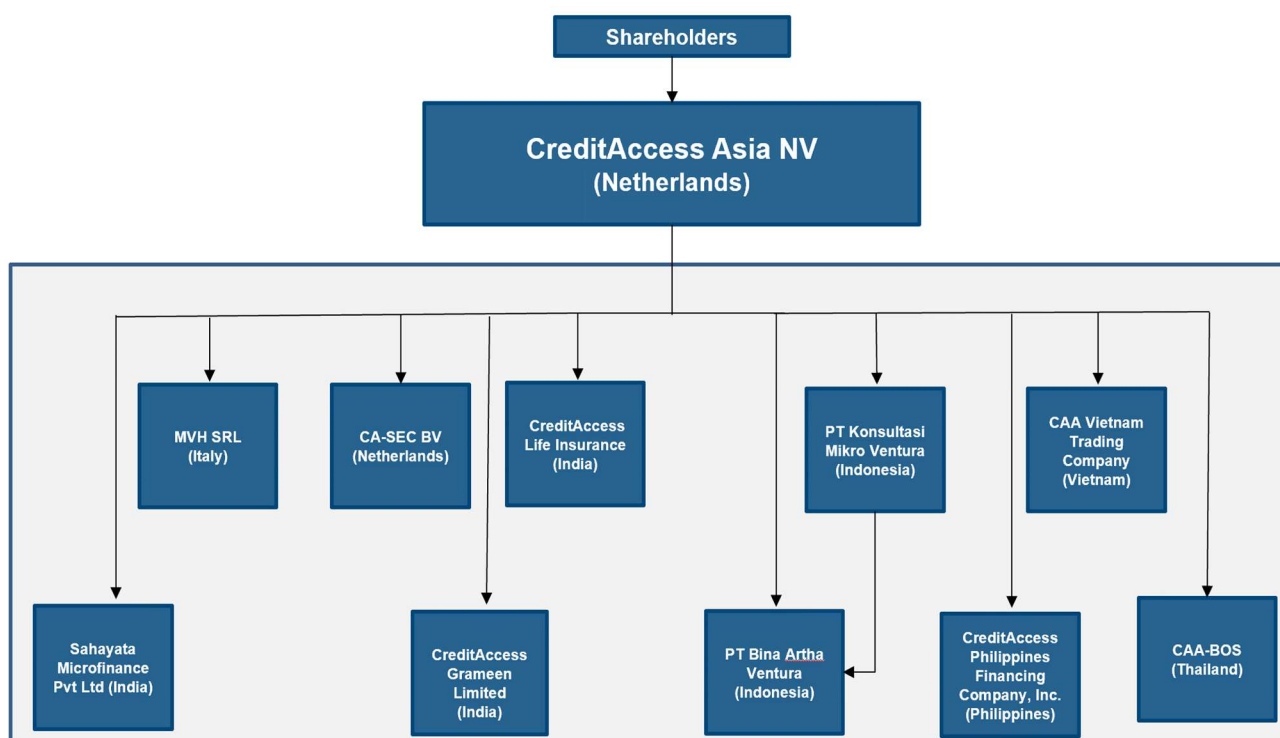 Shareholders
CreditAccess Asia NV
(Netherlands)
MVH SRL
(Italy)
CA-SEC BV
(Netherlands)
CreditAccess
Life Insurance
(India)
PT Konsultasi
Mikro Ventura
(Indonesia)
CAA Vietnam
Trading
Company
(Vietnam)
Sahayata
Microfinance
Pvt Ltd (India)
CreditAccess
Grameen
Limited
(India)
PT Bina Artha
Ventura
(Indonesia)
CreditAccess
Philippines
Financing
Company, Inc.
(Philippines)
CAA-BOS
(Thailand)